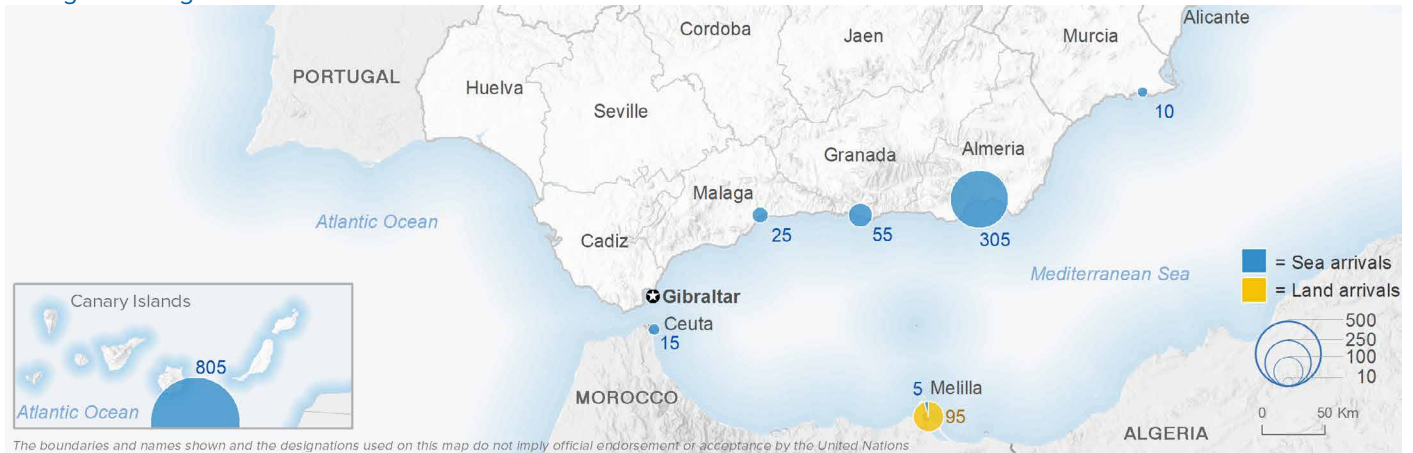 Alicante
Cordoba
Jaen
Murcia
PORTUGAL
Huelva
Seville
10
Granada
Almeria
Malaga
Atlantic Ocean
25
55
305
Cadiz
Mediterranean Sea
= Sea arrivals
= Land arrivals
Canary Islands
Gibraltar
Ceuta
15
500
250
100
10
805
Atlantic Ocean
MOROCCO
5 Melilla
95
0 50 Km
ALGERIA
The boundaries and names shown and the designations used on this map do not imply official endorsement or acceptance by the United Nations